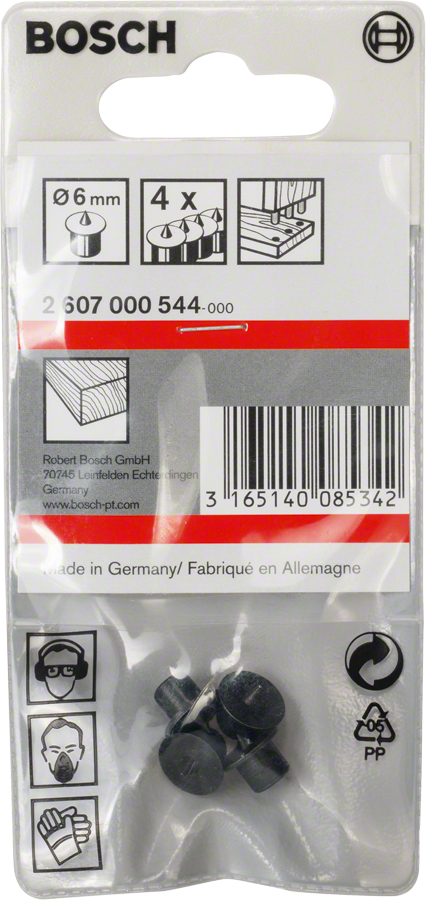 BOSCH
Ø 6 mm
4 x
2 607 000 544-000
Robert Bosch GmbH
70745 Leinfelden Echterdingen
Germany
www.bosch-pt.com
3 165140 085342
Made in Germany/ Fabriqué en Allemagne
05
PP